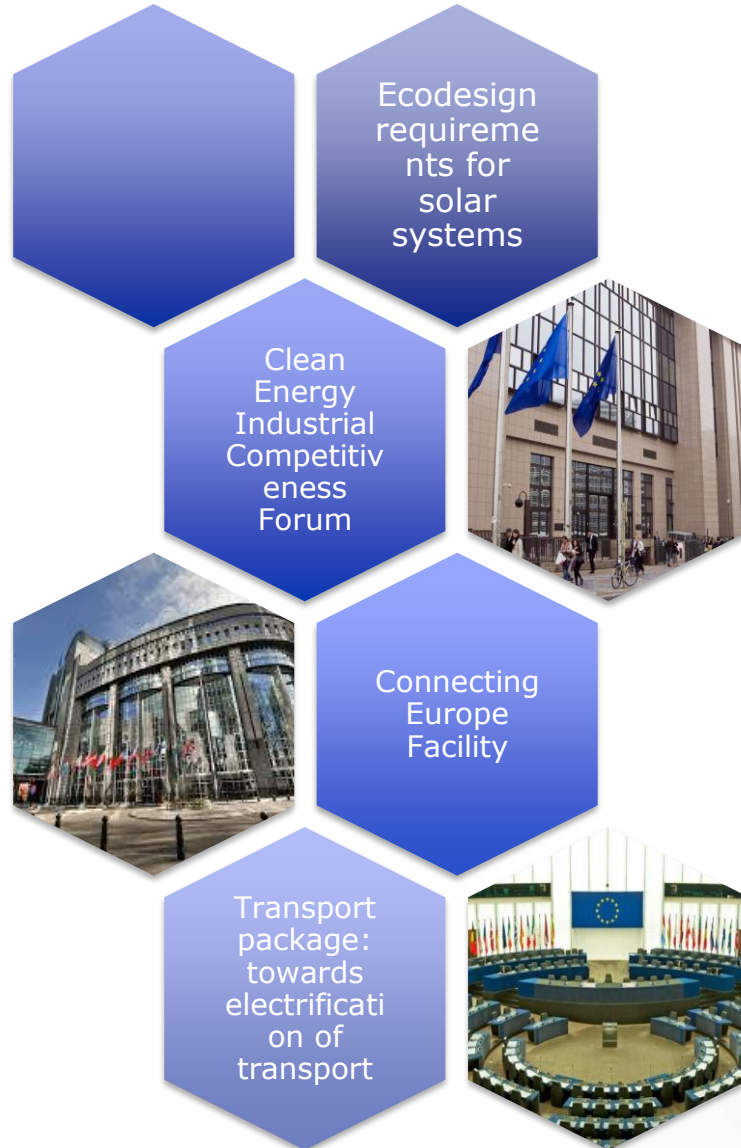 Ecodesign
requireme
nts for
solar
systems
Clean
Energy
Industrial
Competitiv
eness
Forum
Connecting
Europe
Facility
Transport
package:
towards
electrificati
on of
transport